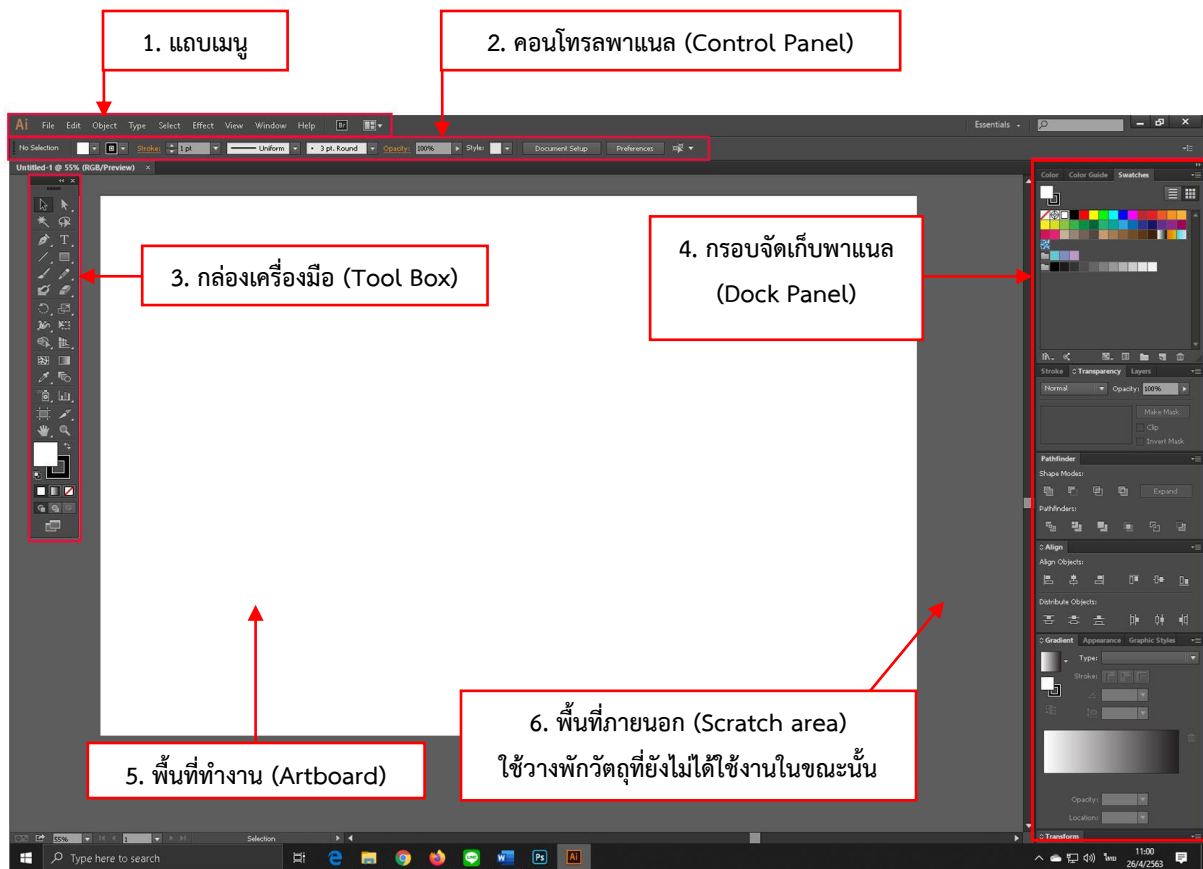 1. แถบเมนู
2. คอนโทรลพาแนล (Control Panel)
Ai File Edit Object Type Select Effect View Window Help Br
Essentials
No Selection Stroke: 1 pt Uniform 3 pt. Round Opacity: 100% Style: Document Setup Preferences
Untitled-1 @ 55% (RGB/Preview) ×
Color Color Guide Swatches
3. กล่องเครื่องมือ (Tool Box)
4. กรอบจัดเก็บพาแนล
(Dock Panel)
Stroke Transparency Layers
Normal Opacity: 100%
Make Mask
Clip
Invert Mask
Pathfinder
Shape Modes:
Expand
Pathfinders:
Align
Align Objects:
Distribute Objects:
Gradient Appearance Graphic Styles
Type:
Stroke:
5. พื้นที่ทำงาน (Artboard)
6. พื้นที่ภายนอก (Scratch area)
ใช้วางพักวัตถุที่ยังไม่ได้ใช้งานในขณะนั้น
Opacity:
Location:
Transform
55% 1 Selection
Type here to search
W Ps Ai
ไทย
11:00
26/4/2563